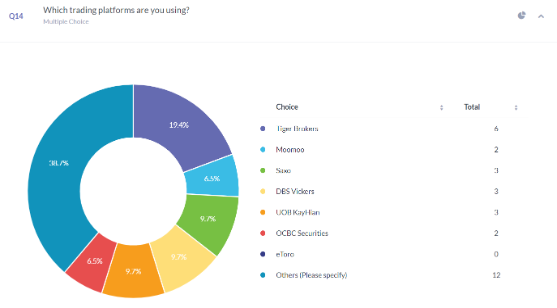 Q14
Which trading platforms are you using?
Multiple Choice
Choice Total
Tiger Brokers 6
Moomoo 2
Saxo 3
DBS Vickers 3
UOB KayHian 3
OCBC Securities 2
eToro 0
Others (Please specify) 12
19.4%
6.5%
9.7%
9.7%
9.7%
6.5%
38.7%